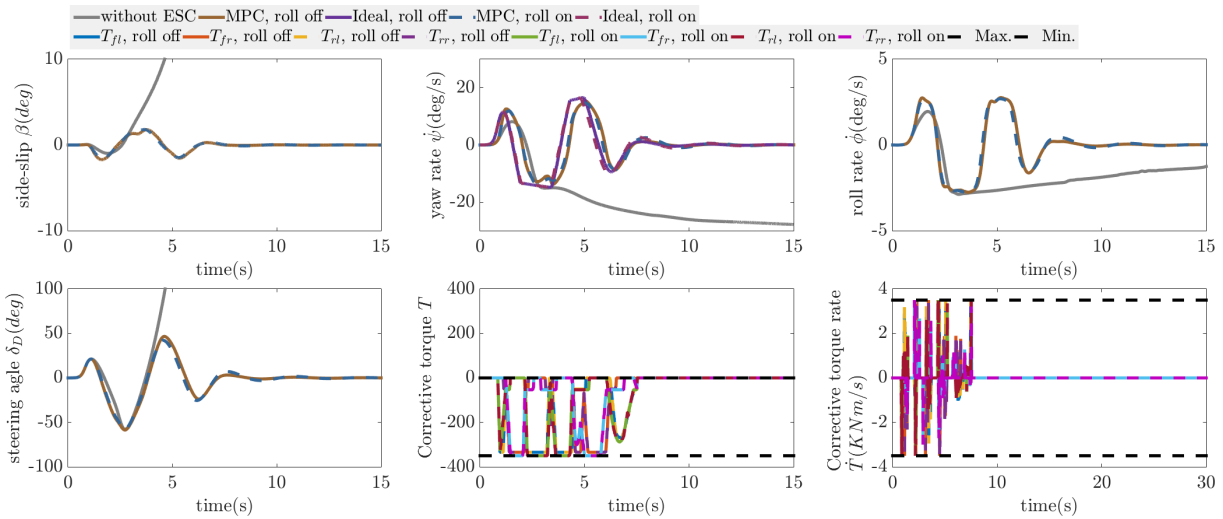 without ESC MPC, roll off Ideal, roll off MPC, roll on Ideal, roll on
T_fl, roll off T_fr, roll off T_rl, roll off T_rr, roll off T_fl, roll on T_fr, roll on T_rl, roll on T_rr, roll on Max. Min.
side-slip β(deg)
10
0
-10
0 5 10 15
time(s)
yaw rate ψ̇(deg/s)
20
0
-20
0 5 10 15
time(s)
roll rate ϕ(deg/s)
5
0
-5
0 5 10 15
time(s)
steering agle δ_D(deg)
100
50
0
-50
-100
0 5 10 15
time(s)
Corrective torque T
400
200
0
-200
-400
0 5 10 15
time(s)
Corrective torque rate
Ṫ(KNm/s)
4
2
0
-2
-4
0 10 20 30
time(s)